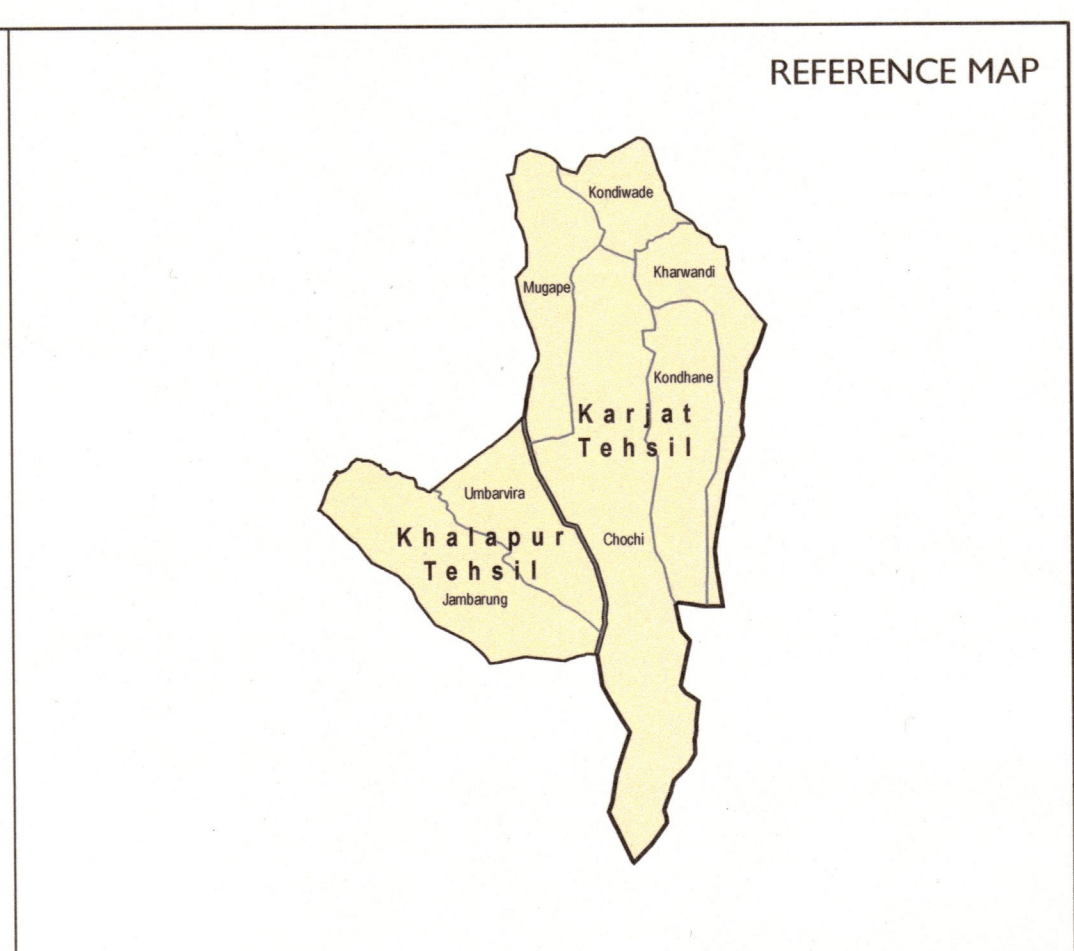 REFERENCE MAP
Kondiwade
Kharwandi
Mugape
Kondhane
Karjat
Tehsil
Umbarvira
Khalapur
Tehsil
Chochi
Jambarung